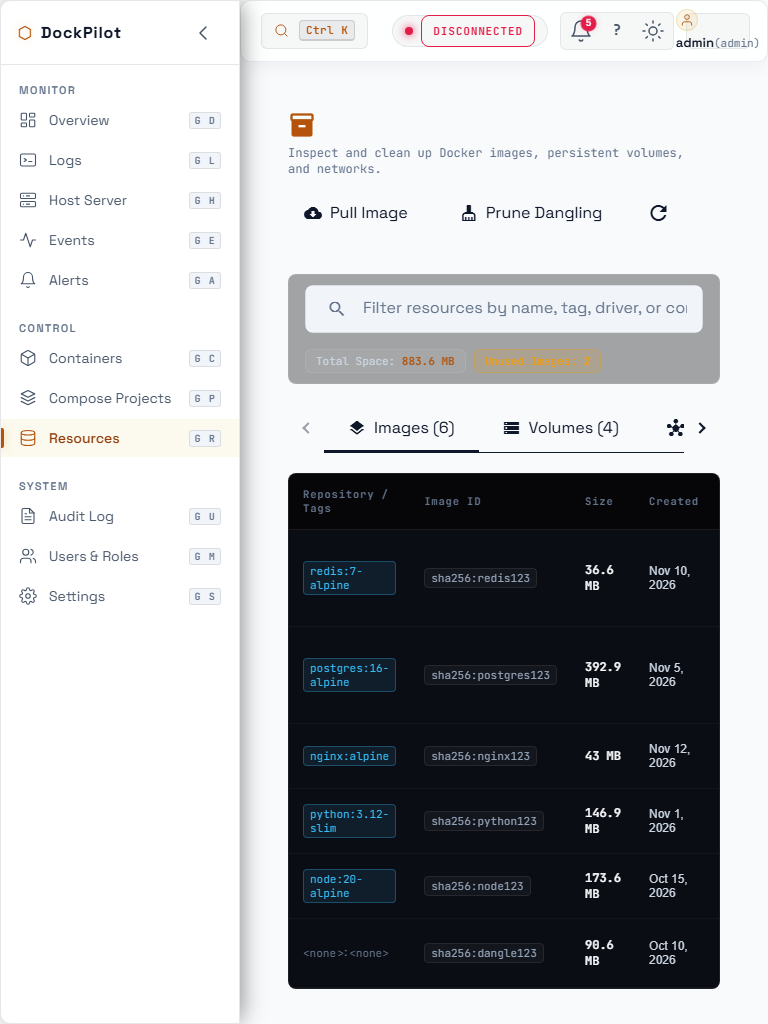 DockPilot
Ctrl K
DISCONNECTED
5
?
admin(admin)
MONITOR
Overview G D
Logs G L
Host Server G H
Events G E
Alerts G A
CONTROL
Containers G C
Compose Projects G P
Resources G R
SYSTEM
Audit Log G U
Users & Roles G M
Settings G S
Inspect and clean up Docker images, persistent volumes,
and networks.
Pull Image
Prune Dangling
Filter resources by name, tag, driver, or
Total Space: 883.6 MB
Images (6)
Volumes (4)
Repository /
Tags
Image ID
Size
Created
redis:7-
alpine
sha256:redis123
36.6
MB
Nov 10,
2026
postgres:16-
alpine
sha256:postgres123
392.9
MB
Nov 5,
2026
nginx:alpine
sha256:nginx123
43 MB
Nov 12,
2026
python:3.12-
slim
sha256:python123
146.9
MB
Nov 1,
2026
node:20-
alpine
sha256:node123
173.6
MB
Oct 15,
2026
<none>:<none>
sha256:dangle123
90.6
MB
Oct 10,
2026